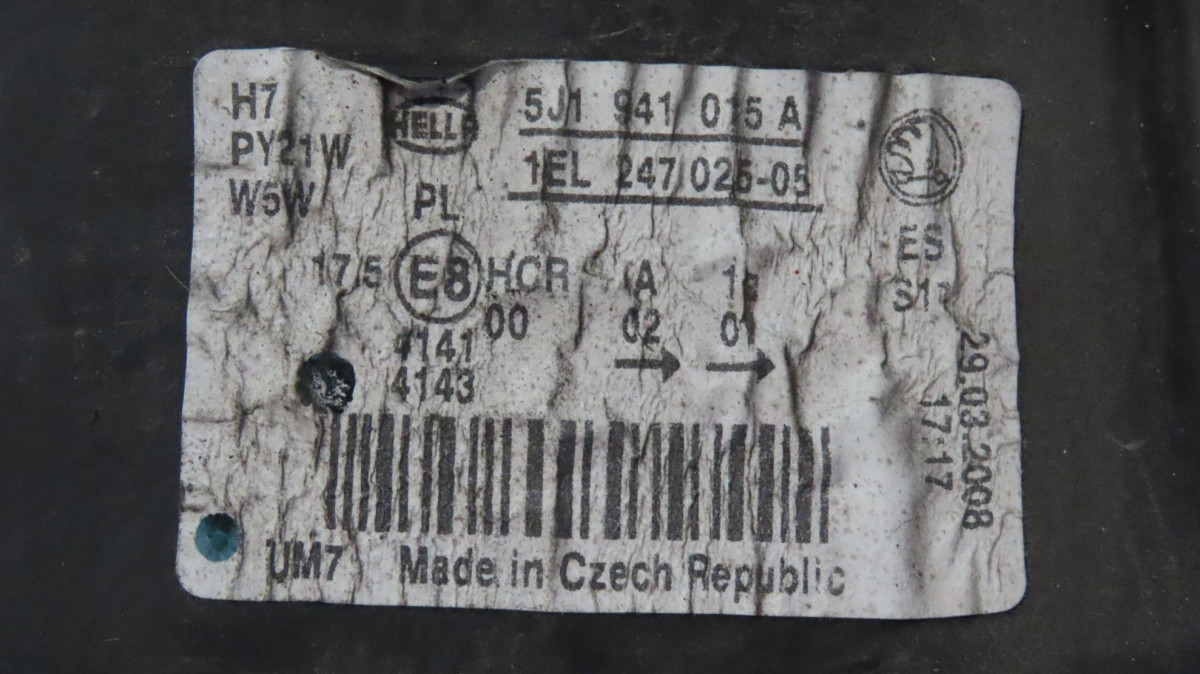 H7
PY21W
W5W
HELLA
5J1 941 015 A
1EL 247 025-05
PL
17,5 E8 HCR A
00 02 01
4141
4143
29.03.2008
17:17
UM7 Made in Czech Republic